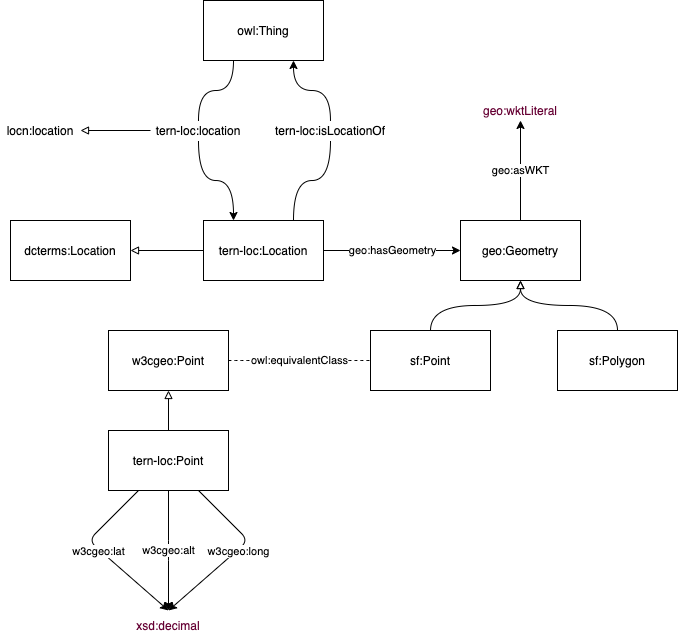 owl:Thing
geo:wktLiteral
locn:location
tern-loc:location
tern-loc:isLocationOf
geo:asWKT
dcterms:Location
tern-loc:Location
geo:hasGeometry
geo:Geometry
w3cgeo:Point
owl:equivalentClass
sf:Point
sf:Polygon
tern-loc:Point
w3cgeo:lat
w3cgeo:alt
w3cgeo:long
xsd:decimal